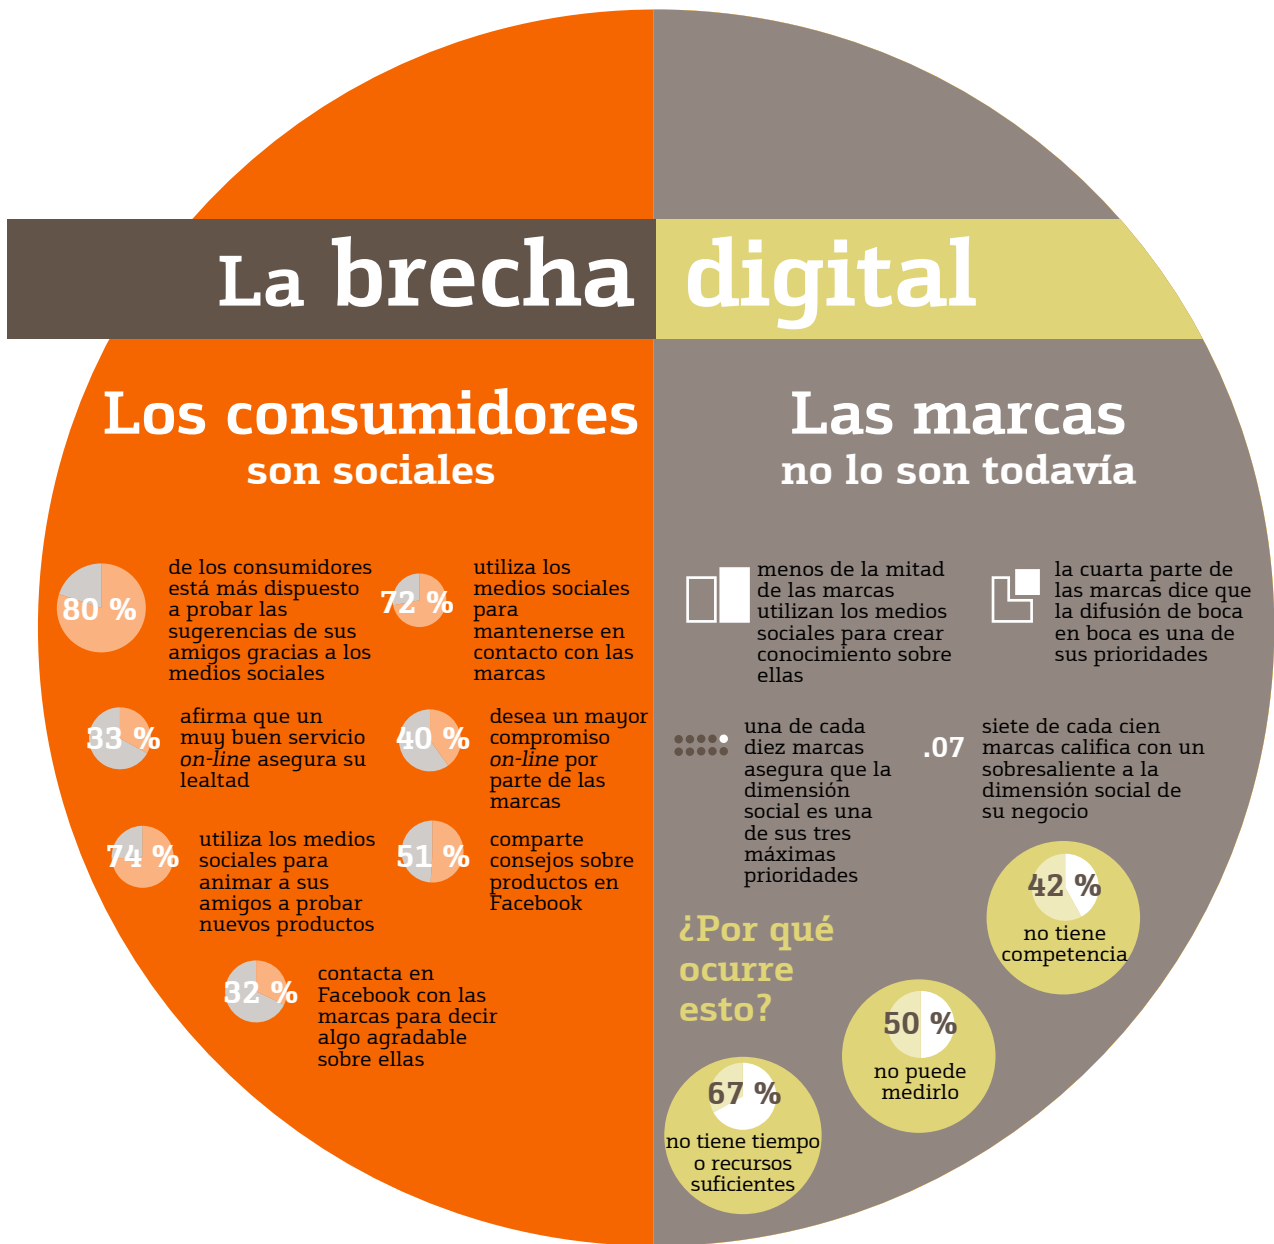 La brecha digital
Los consumidores
son sociales
80 %
de los consumidores
está más dispuesto
a probar las
sugerencias de sus
amigos gracias a los
medios sociales
72 %
utiliza los
medios sociales
para
mantenerse en
contacto con las
marcas
33 %
afirma que un
muy buen servicio
on-line asegura su
lealtad
40 %
desea un mayor
compromiso
on-line por
parte de las
marcas
74 %
utiliza los medios
sociales para
animar a sus
amigos a probar
nuevos productos
51 %
comparte
consejos sobre
productos en
Facebook
32 %
contacta en
Facebook con las
marcas para decir
algo agradable
sobre ellas
Las marcas
no lo son todavía
menos de la mitad
de las marcas
utilizan los medios
sociales para crear
conocimiento sobre
ellas
la cuarta parte de
las marcas dice que
la difusión de boca
en boca es una de
sus prioridades
una de cada
diez marcas
asegura que la
dimensión
social es una
de sus tres
máximas
prioridades
.07
siete de cada cien
marcas califica con un
sobresaliente a la
dimensión social de
su negocio
¿Por qué
ocurre
esto?
42 %
no tiene
competencia
50 %
no puede
medirlo
67 %
no tiene tiempo
o recursos
suficientes